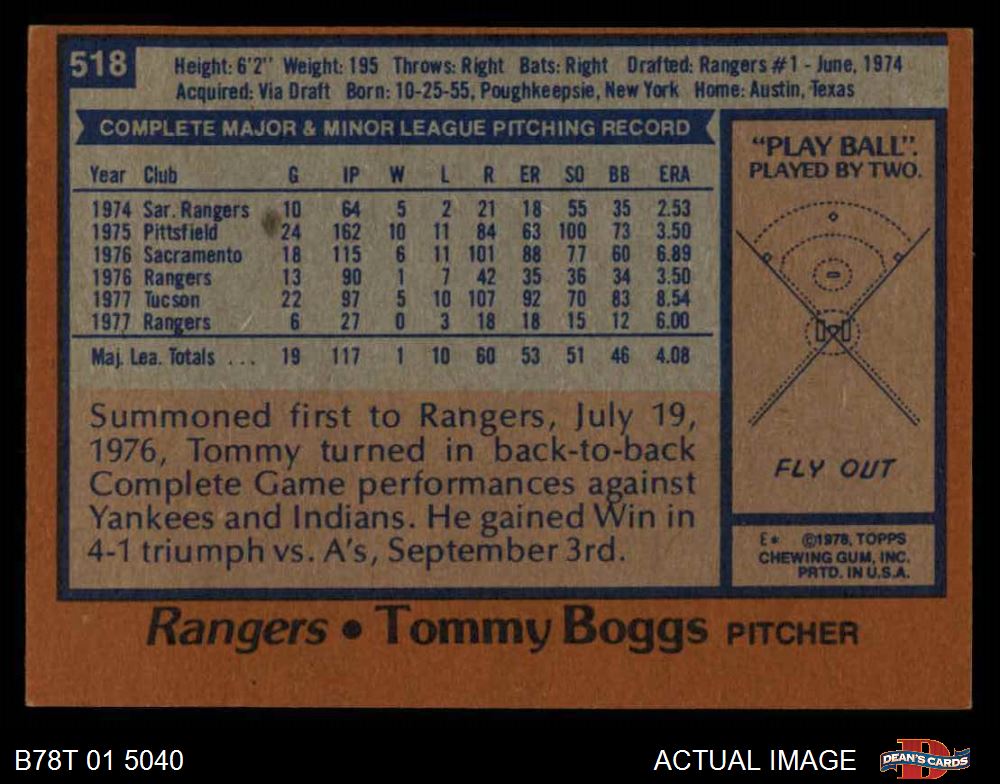 518
Height: 6'2" Weight: 195 Throws: Right Bats: Right Drafted: Rangers #1 - June, 1974
Acquired: Via Draft Born: 10-25-55, Poughkeepsie, New York Home: Austin, Texas
COMPLETE MAJOR & MINOR LEAGUE PITCHING RECORD
Year Club G IP W L R ER SO BB ERA
1974 Sar. Rangers 10 64 5 2 21 18 55 35 2.53
1975 Pittsfield 24 162 10 11 84 63 100 73 3.50
1976 Sacramento 18 115 6 11 101 88 77 60 6.89
1976 Rangers 13 90 1 7 42 35 36 34 3.50
1977 Tucson 22 97 5 10 107 92 70 83 8.54
1977 Rangers 6 27 0 3 18 18 15 12 6.00
Maj. Lea. Totals ... 19 117 1 10 60 53 51 46 4.08
Summoned first to Rangers, July 19,
1976, Tommy turned in back-to-back
Complete Game performances against
Yankees and Indians. He gained Win in
4-1 triumph vs. A's, September 3rd.
"PLAY BALL".
PLAYED BY TWO.
FLY OUT
E* ©1978, TOPPS
CHEWING GUM, INC.
PRTD. IN U.S.A.
Rangers • Tommy Boggs PITCHER
B78T 01 5040
ACTUAL IMAGE
DEAN'S CARDS